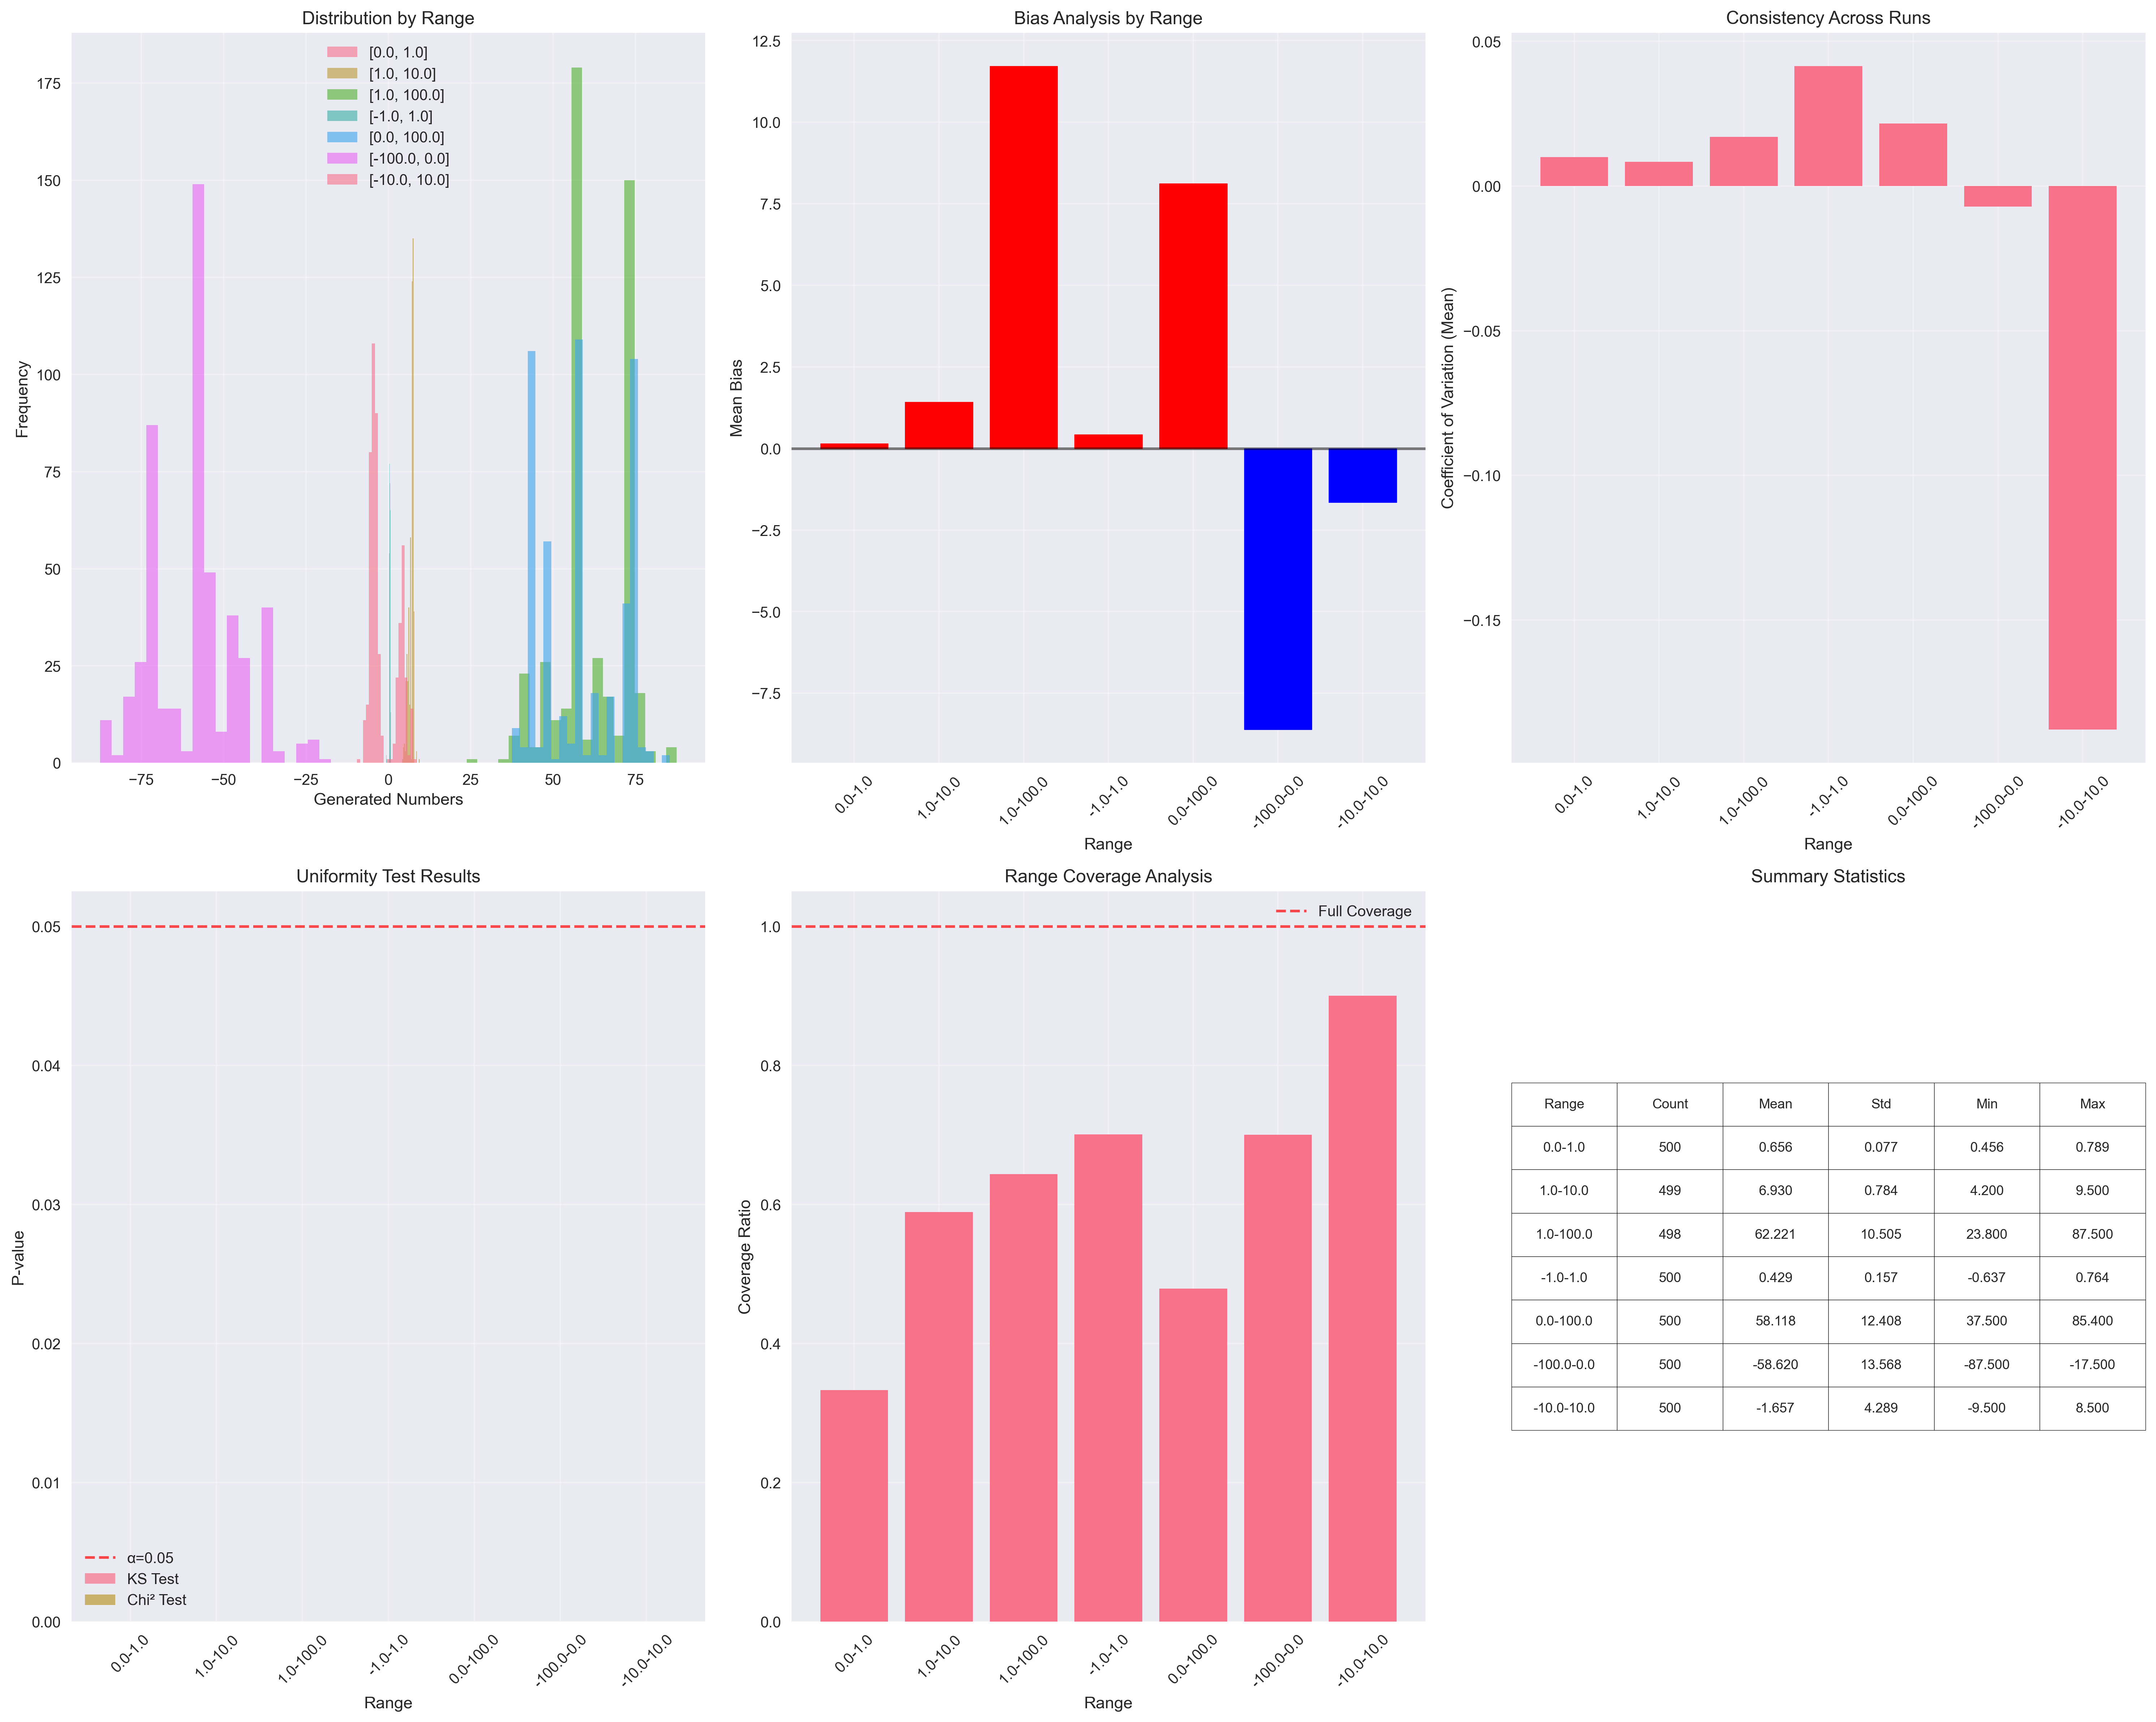 Distribution by Range
[0.0, 1.0]
[1.0, 10.0]
[1.0, 100.0]
[-1.0, 1.0]
[0.0, 100.0]
[-100.0, 0.0]
[-10.0, 10.0]
Frequency
175
150
125
100
75
50
25
0
−75 −50 −25 0 25 50 75
Generated Numbers
Bias Analysis by Range
Mean Bias
12.5
10.0
7.5
5.0
2.5
0.0
−2.5
−5.0
−7.5
0.0-1.0 1.0-10.0 1.0-100.0 -1.0-1.0 0.0-100.0 -100.0-0.0 -10.0-10.0
Range
Consistency Across Runs
Coefficient of Variation (Mean)
0.05
0.00
−0.05
−0.10
−0.15
0.0-1.0 1.0-10.0 1.0-100.0 -1.0-1.0 0.0-100.0 -100.0-0.0 -10.0-10.0
Range
Uniformity Test Results
P-value
0.05
0.04
0.03
0.02
0.01
0.00
α=0.05
KS Test
Chi² Test
0.0-1.0 1.0-10.0 1.0-100.0 -1.0-1.0 0.0-100.0 -100.0-0.0 -10.0-10.0
Range
Range Coverage Analysis
Full Coverage
Coverage Ratio
1.0
0.8
0.6
0.4
0.2
0.0
0.0-1.0 1.0-10.0 1.0-100.0 -1.0-1.0 0.0-100.0 -100.0-0.0 -10.0-10.0
Range
Summary Statistics
Range Count Mean Std Min Max
0.0-1.0 500 0.656 0.077 0.456 0.789
1.0-10.0 499 6.930 0.784 4.200 9.500
1.0-100.0 498 62.221 10.505 23.800 87.500
-1.0-1.0 500 0.429 0.157 -0.637 0.764
0.0-100.0 500 58.118 12.408 37.500 85.400
-100.0-0.0 500 -58.620 13.568 -87.500 -17.500
-10.0-10.0 500 -1.657 4.289 -9.500 8.500